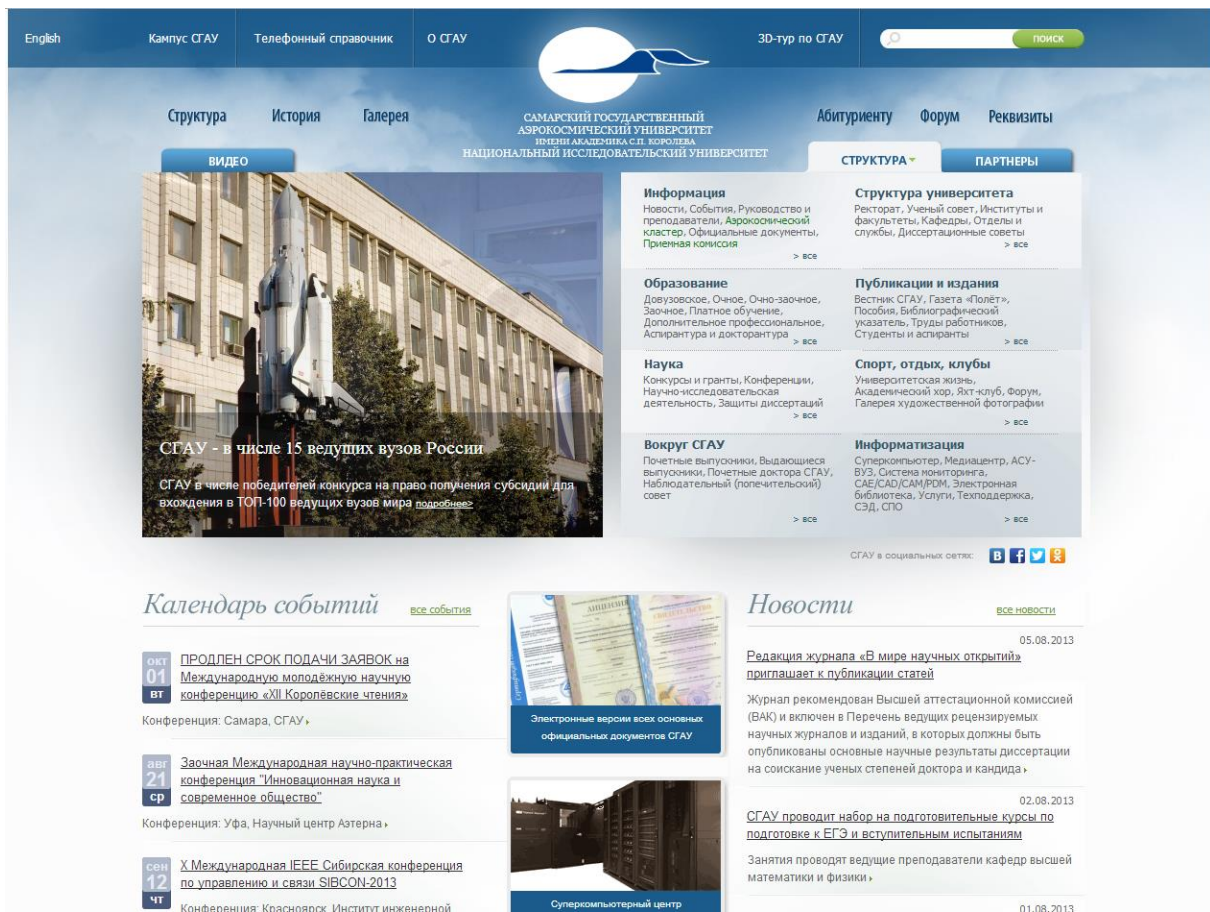 English
Кампус СГАУ
Телефонный справочник
О СГАУ
3D-тур по СГАУ
ПОИСК
Структура
История
Галерея
САМАРСКИЙ ГОСУДАРСТВЕННЫЙ
АЭРОКОСМИЧЕСКИЙ УНИВЕРСИТЕТ
ИМЕНИ АКАДЕМИКА С.П. КОРОЛЕВА
НАЦИОНАЛЬНЫЙ ИССЛЕДОВАТЕЛЬСКИЙ УНИВЕРСИТЕТ
Абитуриенту
Форум
Реквизиты
ВИДЕО
СТРУКТУРА
ПАРТНЕРЫ
СГАУ - в числе 15 ведущих вузов России
СГАУ в числе победителей конкурса на право получения субсидий для
вхождения в ТОП-100 ведущих вузов мира подробнее>
Информация
Новости, События, Руководство и
преподаватели, Аэрокосмический
кластер, Официальные документы,
Приемная комиссия
> все
Структура университета
Ректорат, Ученый совет, Институты и
факультеты, Кафедры, Отделы и
службы, Диссертационные советы
> все
Образование
Довузовское, Очное, Очно-заочное,
Заочное, Платное обучение,
Дополнительное профессиональное,
Аспирантура и докторантура
> все
Публикации и издания
Вестник СГАУ, Газета «Полёт»,
Пособия, Библиографический
указатель, Труды работников,
Студенты и аспиранты
> все
Наука
Конкурсы и гранты, Конференции,
Научно-исследовательская
деятельность, Защиты диссертаций
> все
Спорт, отдых, клубы
Университетская жизнь,
Академический хор, Яхт-клуб, Форум,
Галерея художественной фотографии
> все
Вокруг СГАУ
Почетные выпускники, Выдающиеся
выпускники, Почетные доктора СГАУ,
Наблюдательный (попечительский)
совет
> все
Информатизация
Суперкомпьютер, Медиацентр, АСУ-
ВУЗ, Система мониторинга,
CAE/CAD/CAM/PDM, Электронная
библиотека, Услуги, Техподдержка,
СЭД, СПО
> все
СГАУ в социальных сетях:
Календарь событий
все события
окт
01
вт
ПРОДЛЕН СРОК ПОДАЧИ ЗАЯВОК на
Международную молодёжную научную
конференцию «XII Королёвские чтения»
Конференция: Самара, СГАУ
авг
21
ср
Заочная Международная научно-практическая
конференция "Инновационная наука и
современное общество"
Конференция: Уфа, Научный центр Аэтерна
сен
12
чт
X Международная IEEE Сибирская конференция
по управлению и связи SIBCON-2013
Конференция: Красноярск, Институт инженерной
ЛИЦЕНЗИЯ
СВИДЕТЕЛЬСТВО
Электронные версии всех основных
официальных документов СГАУ
Суперкомпьютерный центр
Новости
все новости
05.08.2013
Редакция журнала «В мире научных открытий»
приглашает к публикации статей
Журнал рекомендован Высшей аттестационной комиссией
(ВАК) и включен в Перечень ведущих рецензируемых
научных журналов и изданий, в которых должны быть
опубликованы основные научные результаты диссертации
на соискание ученых степеней доктора и кандида
02.08.2013
СГАУ проводит набор на подготовительные курсы по
подготовке к ЕГЭ и вступительным испытаниям
Занятия проводят ведущие преподаватели кафедр высшей
математики и физики
01.08.2013